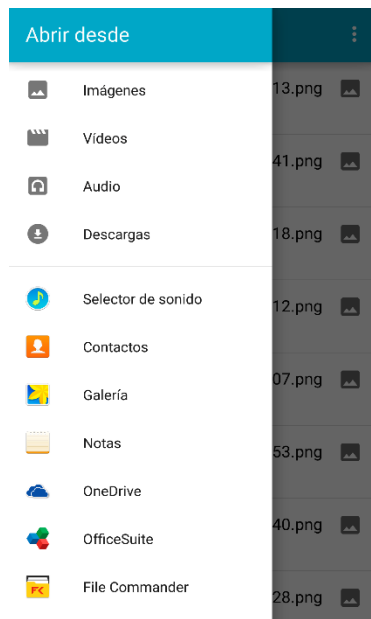 Abrir desde
Imágenes
13.png
Vídeos
41.png
Audio
Descargas
18.png
Selector de sonido
12.png
Contactos
Galería
07.png
Notas
53.png
OneDrive
OfficeSuite
40.png
File Commander
28.png